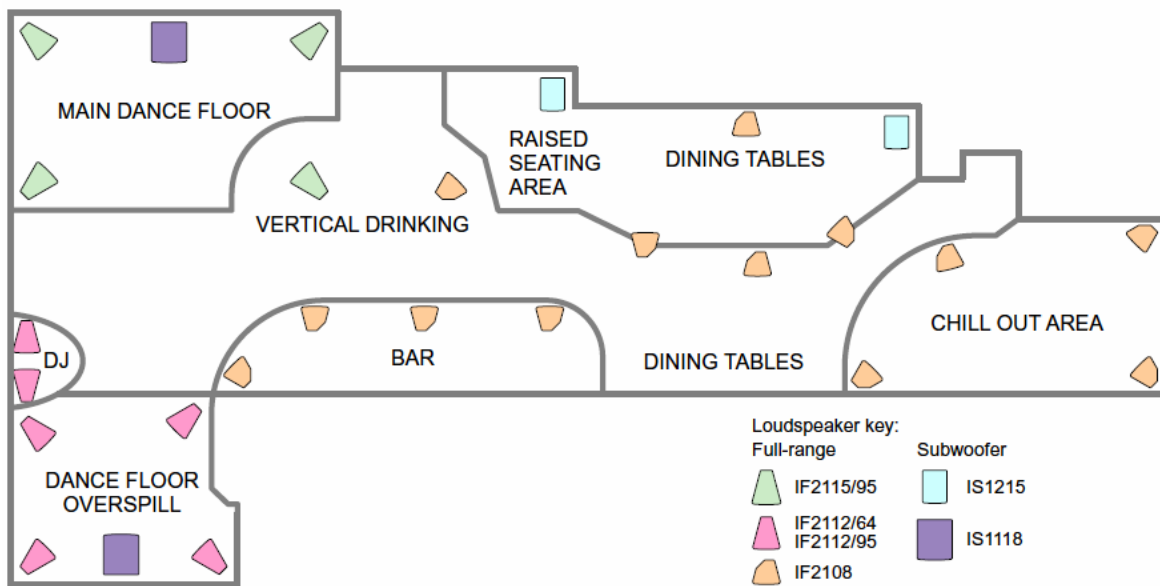 MAIN DANCE FLOOR
RAISED
SEATING
AREA
DINING TABLES
VERTICAL DRINKING
CHILL OUT AREA
DJ
BAR
DINING TABLES
DANCE FLOOR
OVERSPILL
Loudspeaker key:
Full-range
Subwoofer
IF2115/95
IS1215
IF2112/64
IF2112/95
IS1118
IF2108